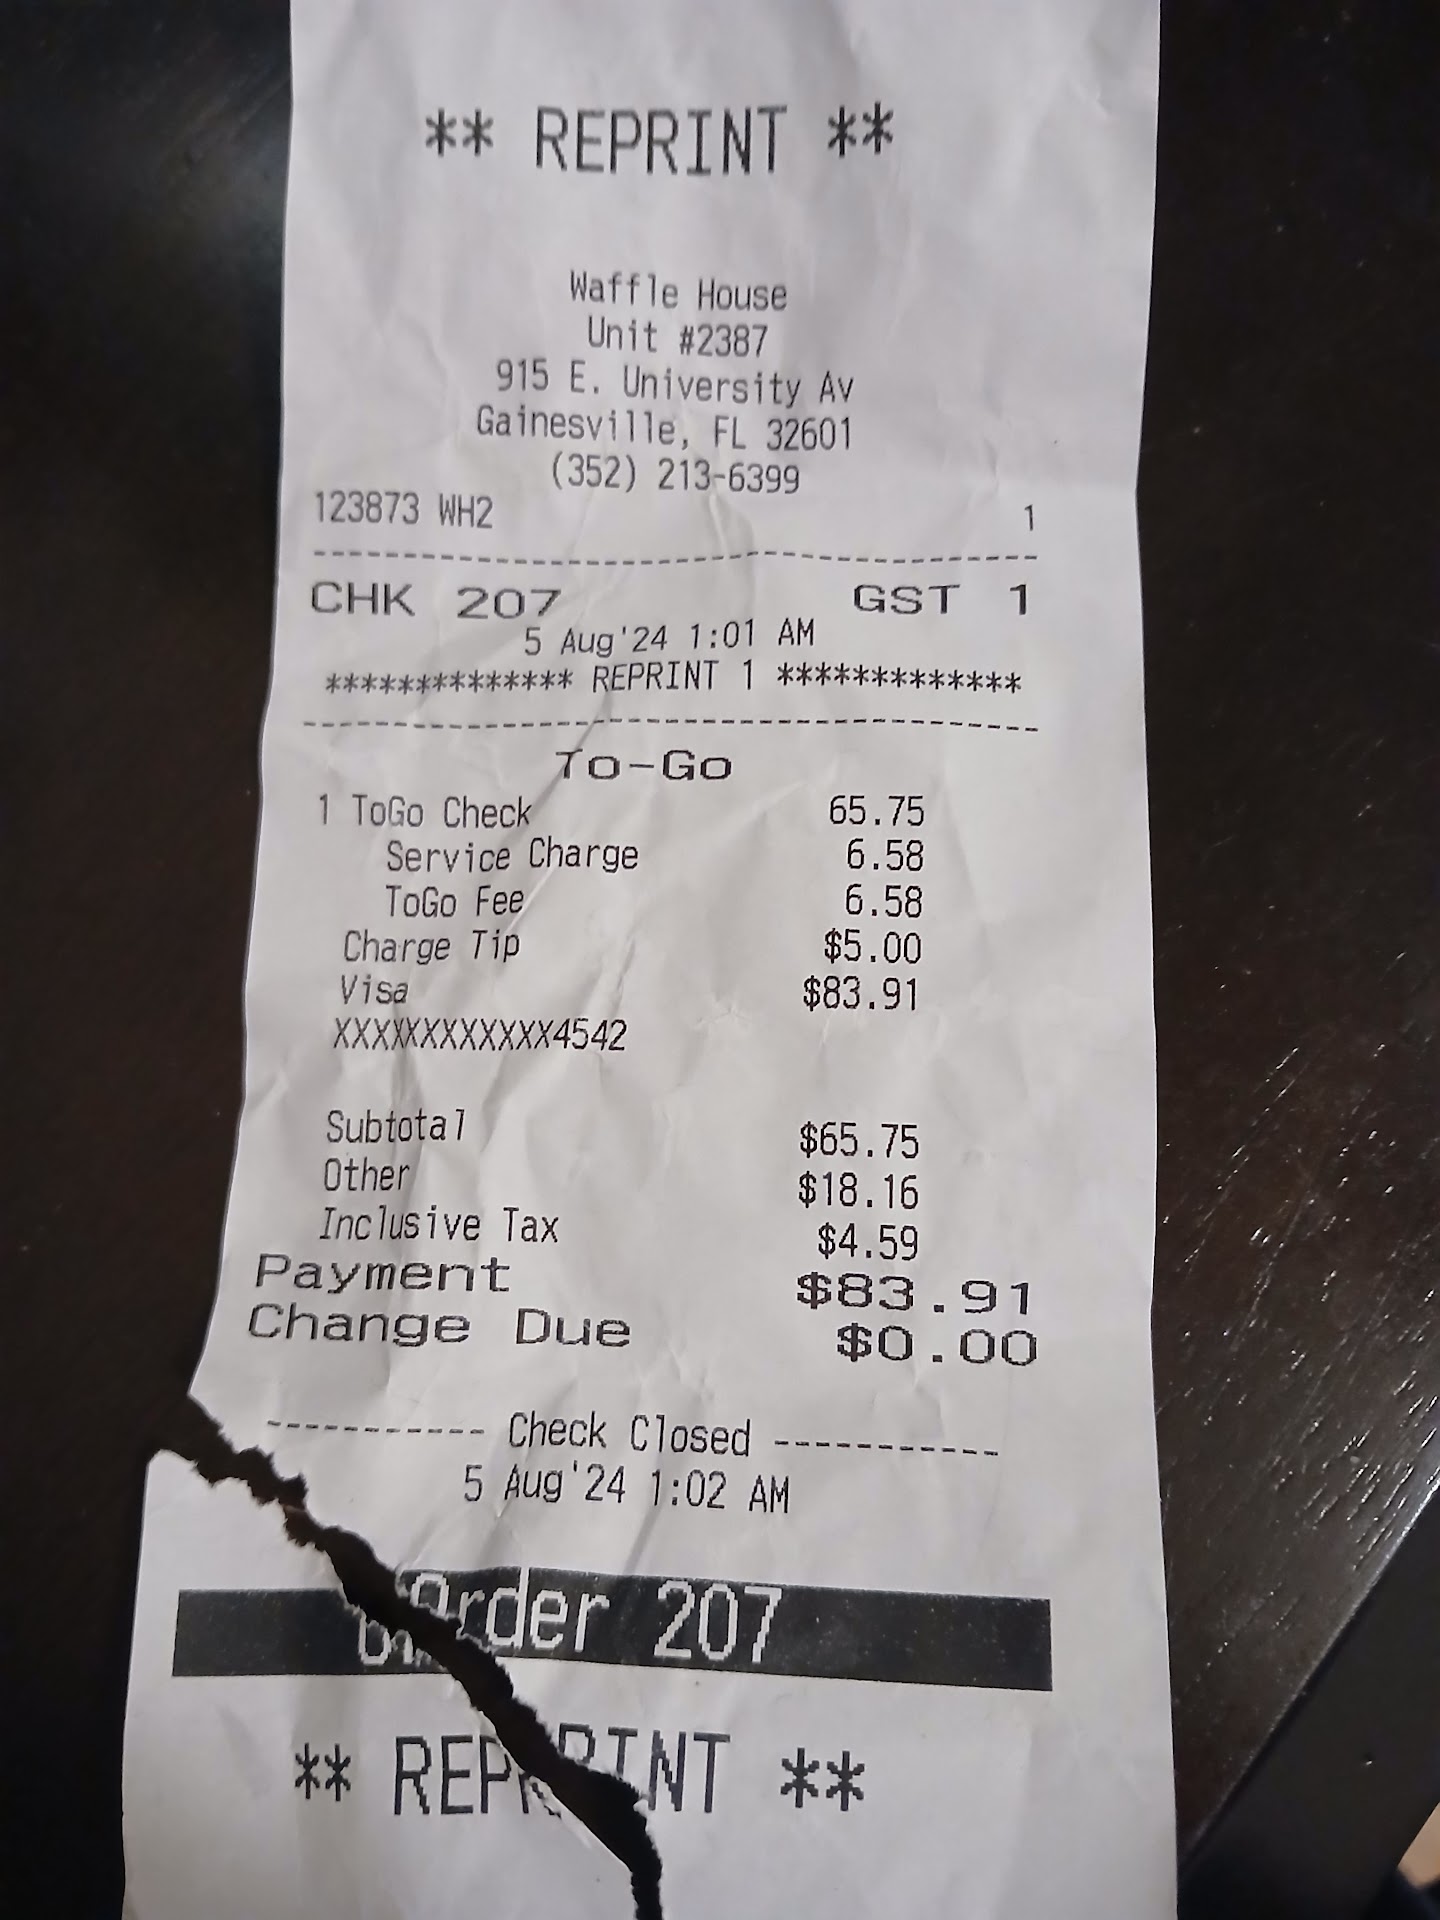 ** REPRINT **
Waffle House
Unit #2387
915 E. University Av
Gainesville, FL 32601
(352) 213-6399
123873 WH2 1
CHK 207 GST 1
5 Aug'24 1:01 AM
************** REPRINT 1 *************
To-Go
1 ToGo Check 65.75
Service Charge 6.58
ToGo Fee 6.58
Charge Tip $5.00
Visa $83.91
XXXXXXXXXXXX4542
Subtotal $65.75
Other $18.16
Inclusive Tax $4.59
Payment $83.91
Change Due $0.00
----------- Check Closed -----------
5 Aug'24 1:02 AM
Order 207
** REPRINT **